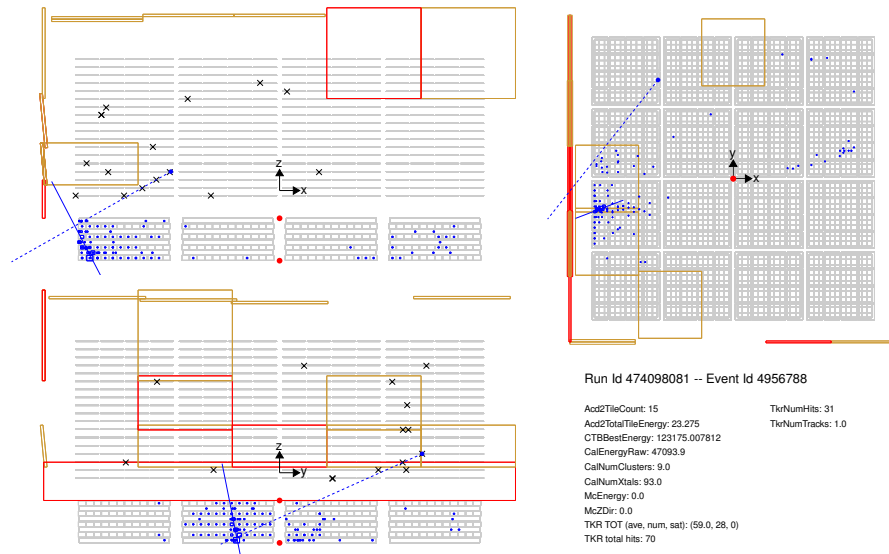 z
x
y
x
z
y
Run Id 474098081 -- Event Id 4956788
Acd2TileCount: 15
Acd2TotalTileEnergy: 23.275
CTBBestEnergy: 123175.007812
CalEnergyRaw: 47093.9
CalNumClusters: 9.0
CalNumXtals: 93.0
McEnergy: 0.0
McZDir: 0.0
TKR TOT (ave, num, sat): (59.0, 28, 0)
TKR total hits: 70
TkrNumHits: 31
TkrNumTracks: 1.0